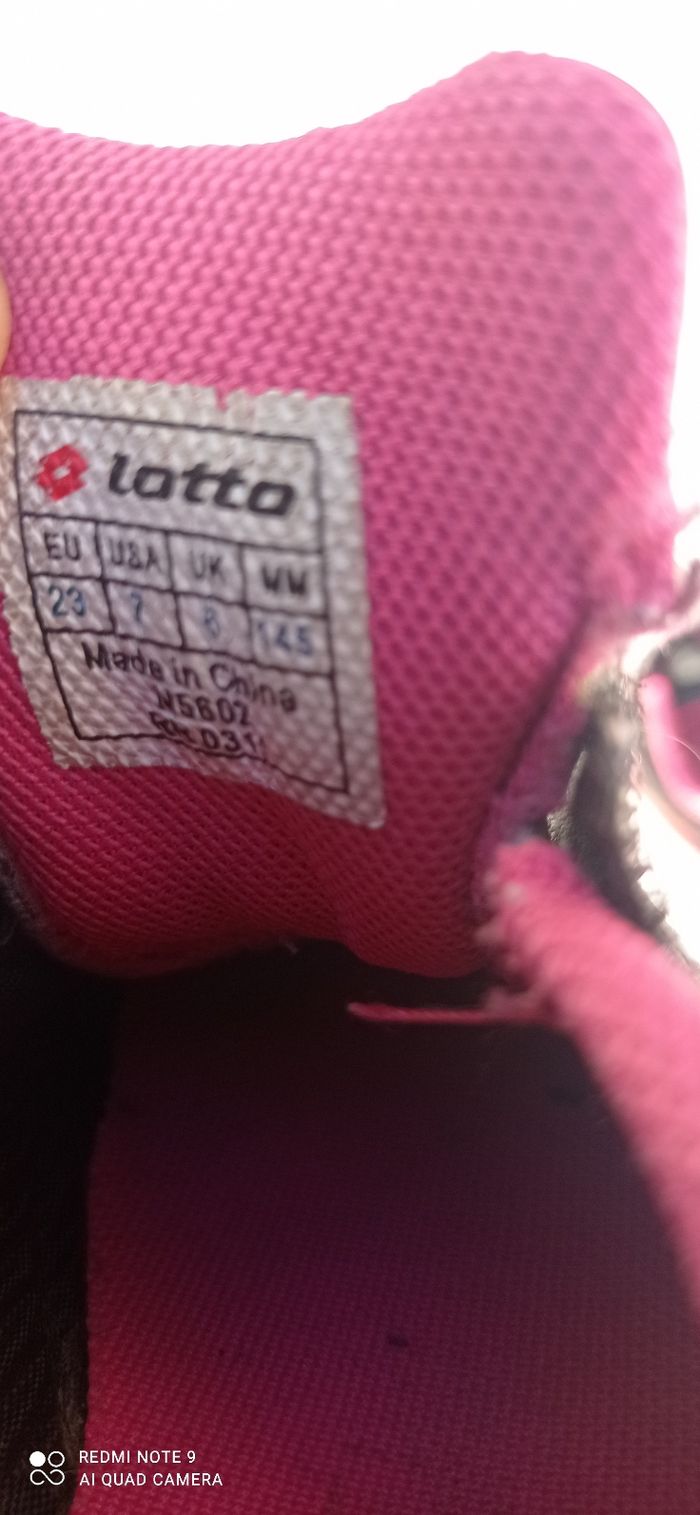 lotto
EU USA UK MM
23 7 6 145
Made in China
N5602
031
REDMI NOTE 9
AI QUAD CAMERA